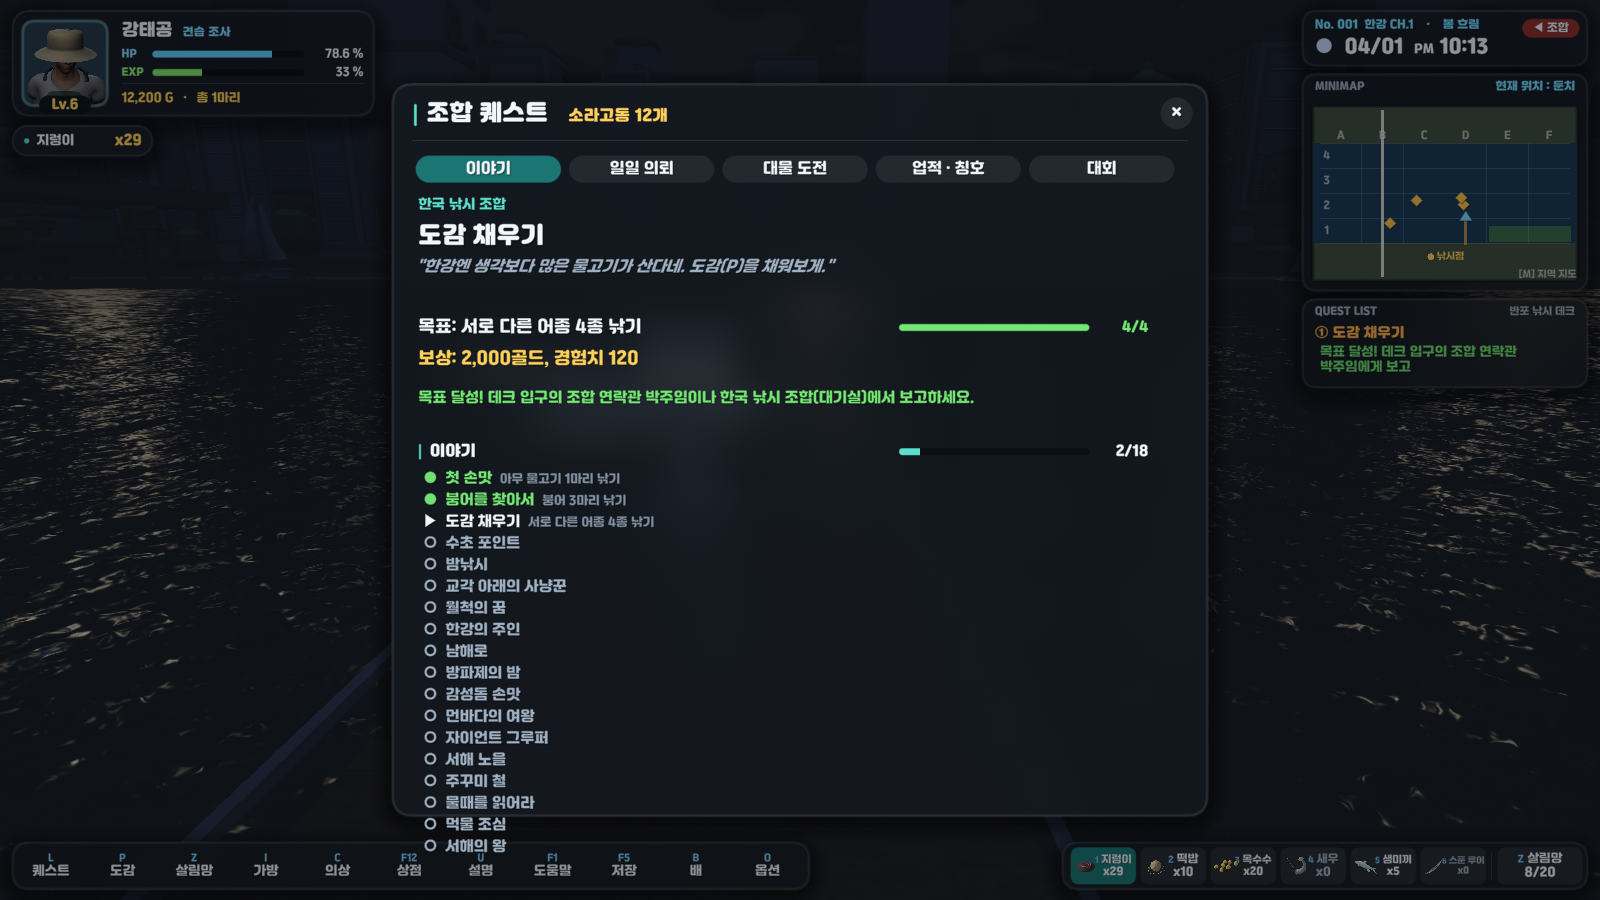 강태공 견습 조사
HP 78.6 %
EXP 33 %
Lv.6
12,200 G · 총 1마리
지렁이 x29
No. 001 한강 CH.1 · 봄 흐림
◀ 조합
04/01 PM 10:13
MINIMAP 현재 위치 : 둔치
A B C D E F
4
3
2
1
낚시점
[M] 지역 지도
QUEST LIST 반포 낚시 데크
① 도감 채우기
목표 달성! 데크 입구의 조합 연락관
박주임에게 보고
조합 퀘스트 소라고동 12개
×
이야기 일일 의뢰 대물 도전 업적 · 칭호 대회
한국 낚시 조합
도감 채우기
"한강엔 생각보다 많은 물고기가 산다네. 도감(P)을 채워보게."
목표: 서로 다른 어종 4종 낚기 4/4
보상: 2,000골드, 경험치 120
목표 달성! 데크 입구의 조합 연락관 박주임이나 한국 낚시 조합(대기실)에서 보고하세요.
이야기 2/18
첫 손맛 아무 물고기 1마리 낚기
붕어를 찾아서 붕어 3마리 낚기
▶ 도감 채우기 서로 다른 어종 4종 낚기
수초 포인트
밤낚시
교각 아래의 사냥꾼
월척의 꿈
한강의 주인
남해로
방파제의 밤
감성돔 손맛
먼바다의 여왕
자이언트 그루퍼
서해 노을
주꾸미 철
물때를 읽어라
먹물 조심
서해의 왕
L 퀘스트
P 도감
Z 살림망
I 가방
C 의상
F12 상점
U 설명
F1 도움말
F5 저장
B 배
O 옵션
1 지렁이 x29
2 떡밥 x10
3 옥수수 x20
4 새우 x0
5 생미끼 x5
6 스푼 루어 x0
Z 살림망 8/20